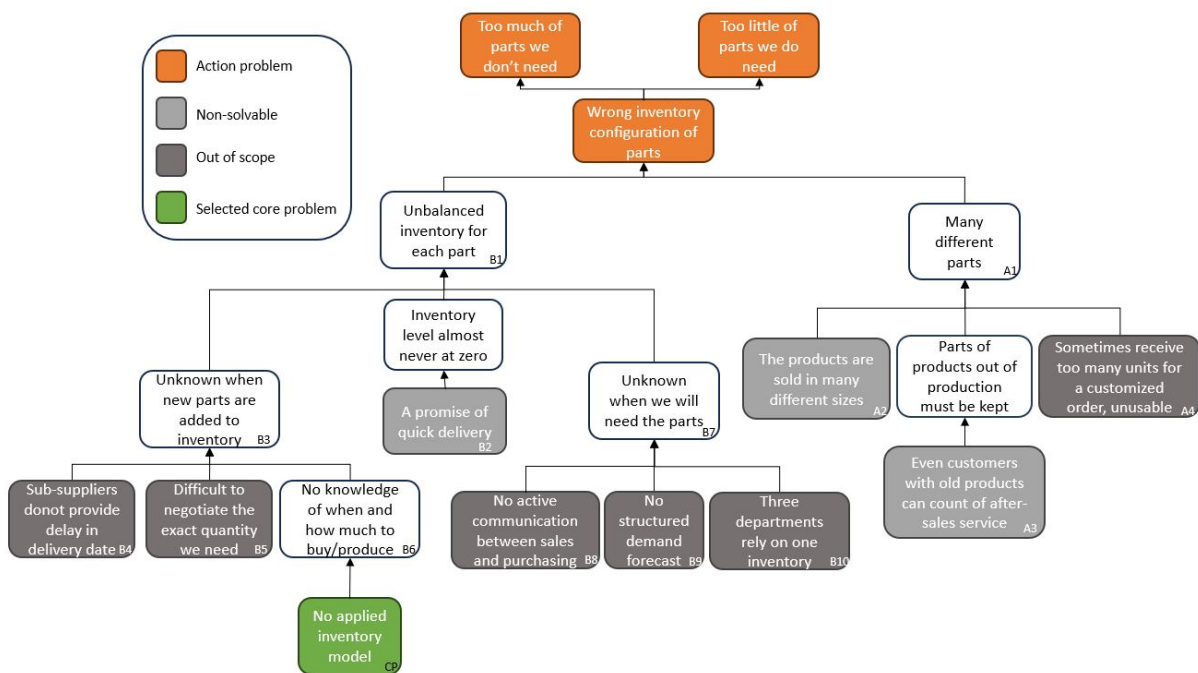 Action problem
Non-solvable
Out of scope
Selected core problem
Too much of
parts we
don't need
Too little of
parts we do
need
Wrong inventory
configuration of
parts
Unbalanced
inventory for
each part
B1
Many
different
parts
A1
Inventory
level almost
never at zero
A promise of
quick delivery
B2
Unknown when
new parts are
added to
inventory
B3
Unknown
when we will
need the parts
B7
The products are
sold in many
different sizes
A2
Parts of
products out of
production
must be kept
Sometimes receive
too many units for
a customized
order, unusable
A4
Even customers
with old products
can count of after-
sales service
A3
Sub-suppliers
donot provide
delay in
delivery date
B4
Difficult to
negotiate the
exact quantity
we need
B5
No knowledge
of when and
how much to
buy/produce
B6
No active
communication
between sales
and purchasing
B8
No
structured
demand
forecast
B9
Three
departments
rely on one
inventory
B10
No applied
inventory
model
CP